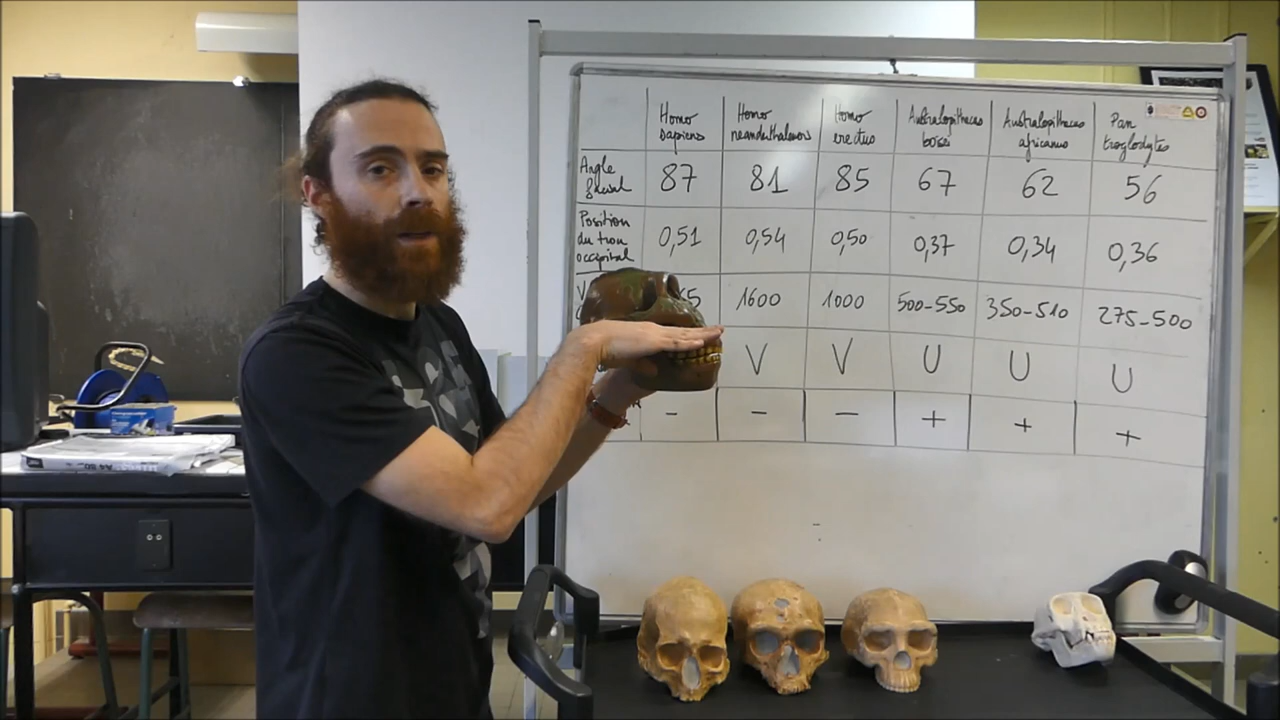 Homo
sapiens
Homo
neanderthalensis
Homo
erectus
Australopithecus
boisei
Australopithecus
africanus
Pan
troglodytes
Angle
facial
87
81
85
67
62
56
Position
du trou
occipital
0,51
0,54
0,50
0,37
0,34
0,36
1600
1000
500-550
350-510
275-500
V
V
U
U
U
-
-
-
+
+
+